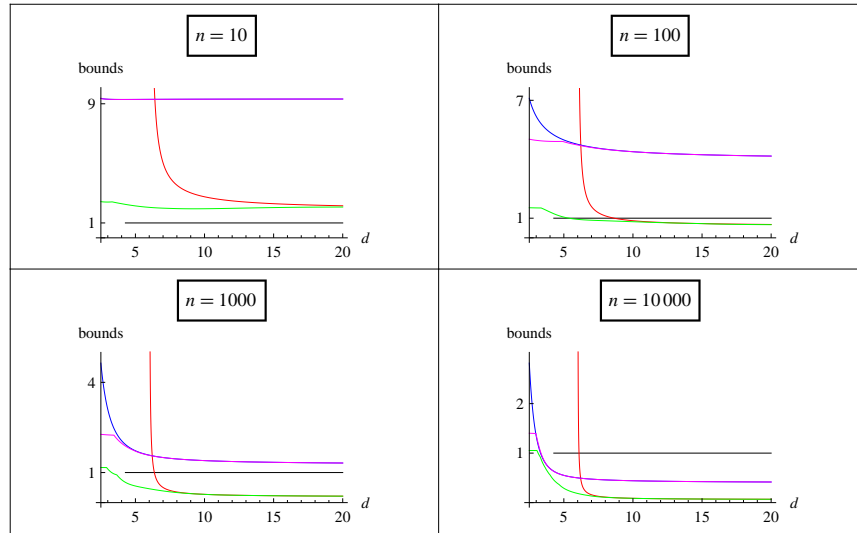 n = 10
bounds
9
1
5 10 15 20 d
n = 100
bounds
7
1
5 10 15 20 d
n = 1000
bounds
4
1
5 10 15 20 d
n = 10 000
bounds
2
1
5 10 15 20 d